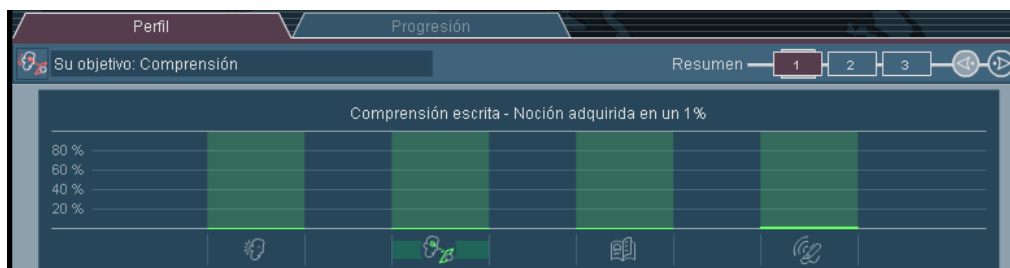 Perfil
Progresión
Su objetivo: Comprensión
Resumen 1 2 3
Comprensión escrita - Noción adquirida en un 1%
80 %
60 %
40 %
20 %